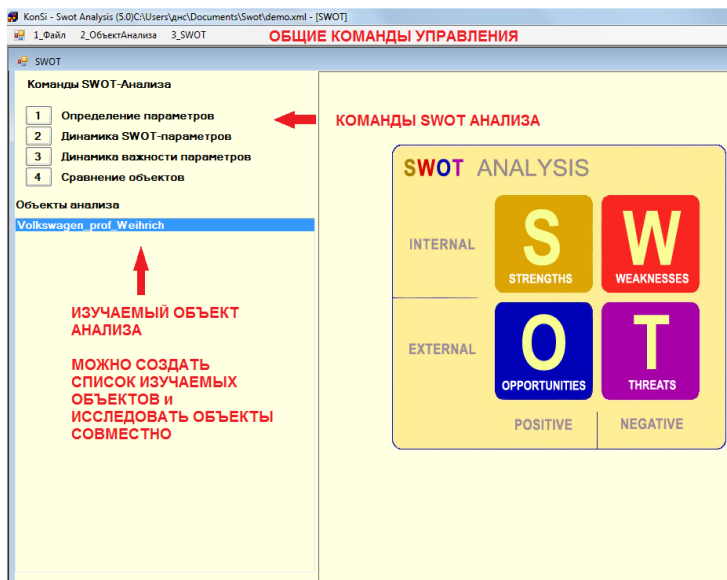 KonSi - Swot Analysis (5.0)C:\Users\днс\Documents\Swot\demo.xml - [SWOT]
1_Файл 2_ОбъектАнализа 3_SWOT ОБЩИЕ КОМАНДЫ УПРАВЛЕНИЯ
SWOT
Команды SWOT-Анализа
1 Определение параметров
2 Динамика SWOT-параметров
3 Динамика важности параметров
4 Сравнение объектов
КОМАНДЫ SWOT АНАЛИЗА
Объекты анализа
Volkswagen_prof_Weihrich
ИЗУЧАЕМЫЙ ОБЪЕКТ
АНАЛИЗА
МОЖНО СОЗДАТЬ
СПИСОК ИЗУЧАЕМЫХ
ОБЪЕКТОВ и
ИССЛЕДОВАТЬ ОБЪЕКТЫ
СОВМЕСТНО
SWOT ANALYSIS
INTERNAL
S
STRENGTHS
W
WEAKNESSES
EXTERNAL
O
OPPORTUNITIES
T
THREATS
POSITIVE NEGATIVE